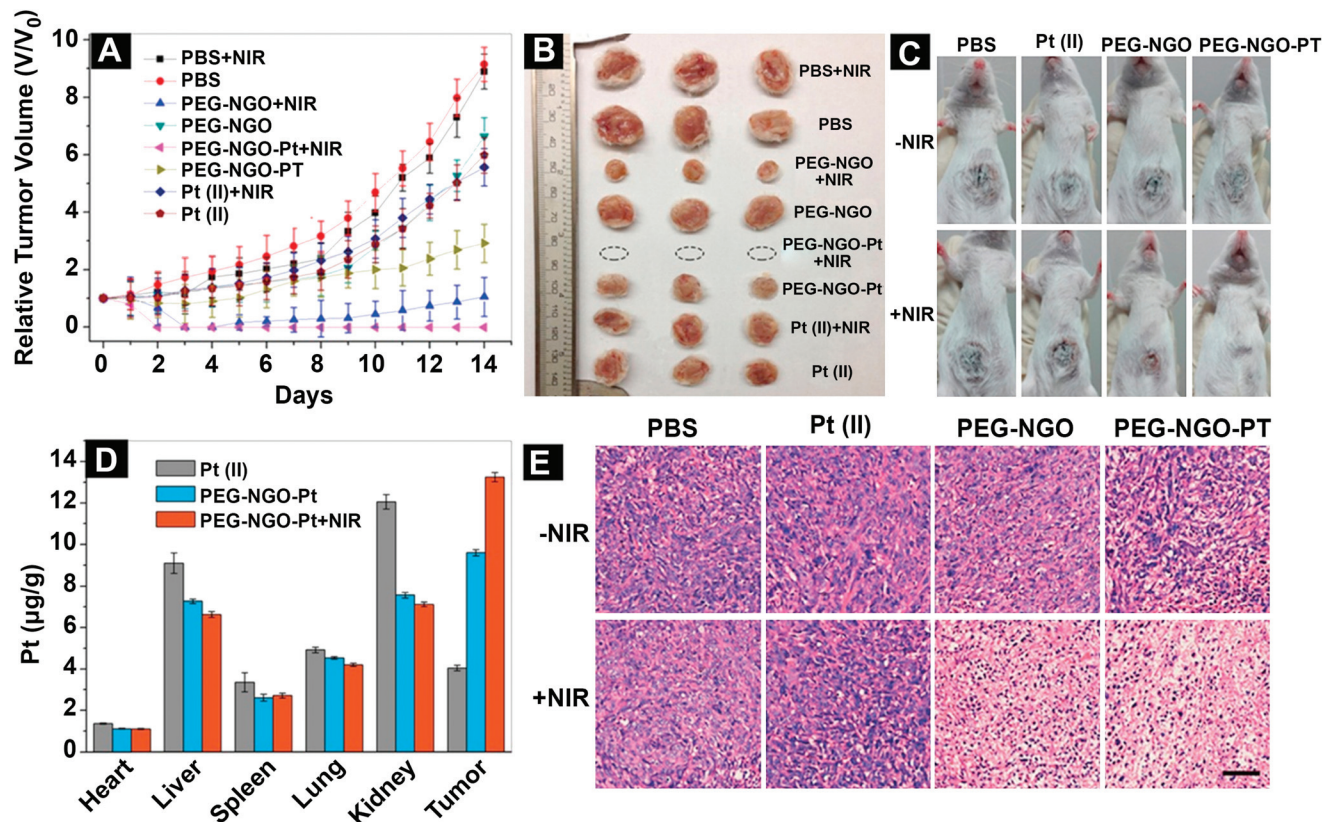 A
Relative Turmor Volume (V/V0)
10
8
6
4
2
0
PBS+NIR
PBS
PEG-NGO+NIR
PEG-NGO
PEG-NGO-Pt+NIR
PEG-NGO-PT
Pt (II)+NIR
Pt (II)
0 2 4 6 8 10 12 14
Days
B
PBS+NIR
PBS
PEG-NGO
+NIR
PEG-NGO
PEG-NGO-Pt
+NIR
PEG-NGO-Pt
Pt (II)+NIR
Pt (II)
C
PBS Pt (II) PEG-NGO PEG-NGO-PT
-NIR
+NIR
D
Pt (µg/g)
14
12
10
8
6
4
2
0
Pt (II)
PEG-NGO-Pt
PEG-NGO-Pt+NIR
Heart Liver Spleen Lung Kidney Tumor
E
PBS Pt (II) PEG-NGO PEG-NGO-PT
-NIR
+NIR